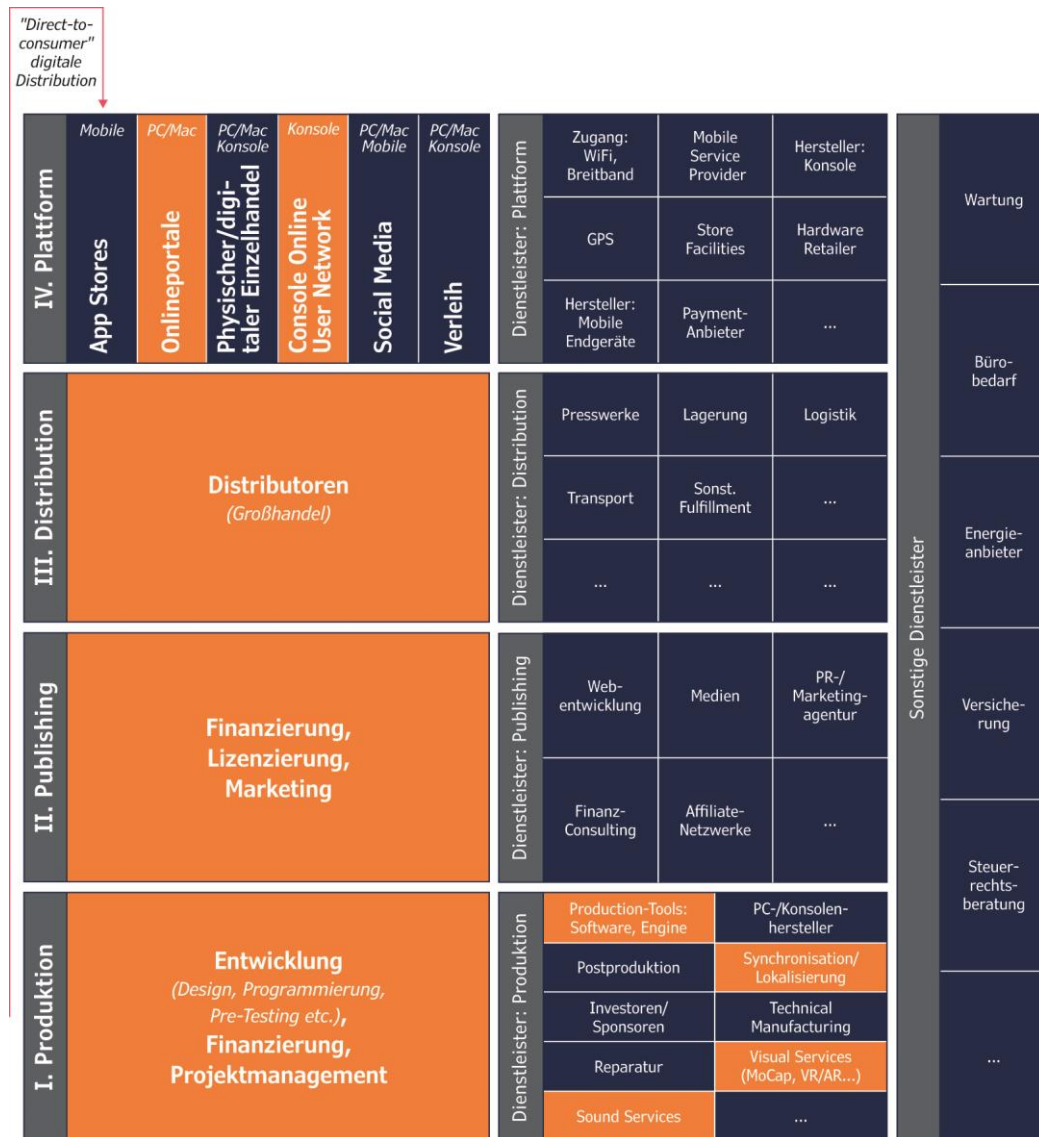 "Direct-to-
consumer"
digitale
Distribution
IV. Plattform
Mobile
App Stores
PC/Mac
Onlineportale
PC/Mac
Konsole
Physischer/digi-
taler Einzelhandel
Konsole
Console Online
User Network
PC/Mac
Mobile
Social Media
PC/Mac
Konsole
Verleih
Dienstleister: Plattform
Zugang:
WiFi,
Breitband
Mobile
Service
Provider
Hersteller:
Konsole
GPS
Store
Facilities
Hardware
Retailer
Hersteller:
Mobile
Endgeräte
Payment-
Anbieter
...
III. Distribution
Distributoren
(Großhandel)
Dienstleister: Distribution
Presswerke
Lagerung
Logistik
Transport
Sonst.
Fulfillment
...
...
...
...
II. Publishing
Finanzierung,
Lizenzierung,
Marketing
Dienstleister: Publishing
Web-
entwicklung
Medien
PR-/
Marketing-
agentur
Finanz-
Consulting
Affiliate-
Netzwerke
...
I. Produktion
Entwicklung
(Design, Programmierung,
Pre-Testing etc.),
Finanzierung,
Projektmanagement
Dienstleister: Produktion
Production-Tools:
Software, Engine
PC-/Konsolen-
hersteller
Postproduktion
Synchronisation/
Lokalisierung
Investoren/
Sponsoren
Technical
Manufacturing
Reparatur
Visual Services
(MoCap, VR/AR...)
Sound Services
...
Sonstige Dienstleister
Wartung
Büro-
bedarf
Energie-
anbieter
Versiche-
rung
Steuer-
rechts-
beratung
...